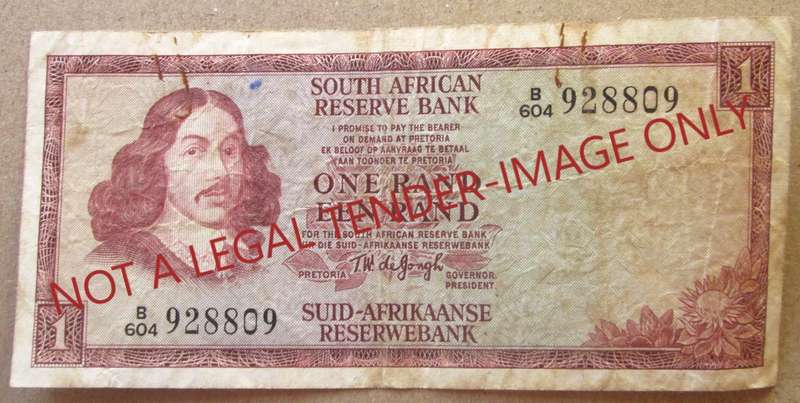 1
SOUTH AFRICAN
RESERVE BANK
B
604 928809
I PROMISE TO PAY THE BEARER
ON DEMAND AT PRETORIA
EK BELOOF OP AANVRAAG TE BETAAL
AAN TOONDER TE PRETORIA
ONE RAND
EEN RAND
FOR THE SOUTH AFRICAN RESERVE BANK
VIR DIE SUID-AFRIKAANSE RESERWEBANK
T.W. de Jongh
PRETORIA GOVERNOR.
PRESIDENT.
B
604 928809
SUID-AFRIKAANSE
RESERWEBANK
1
NOT A LEGAL TENDER-IMAGE ONLY